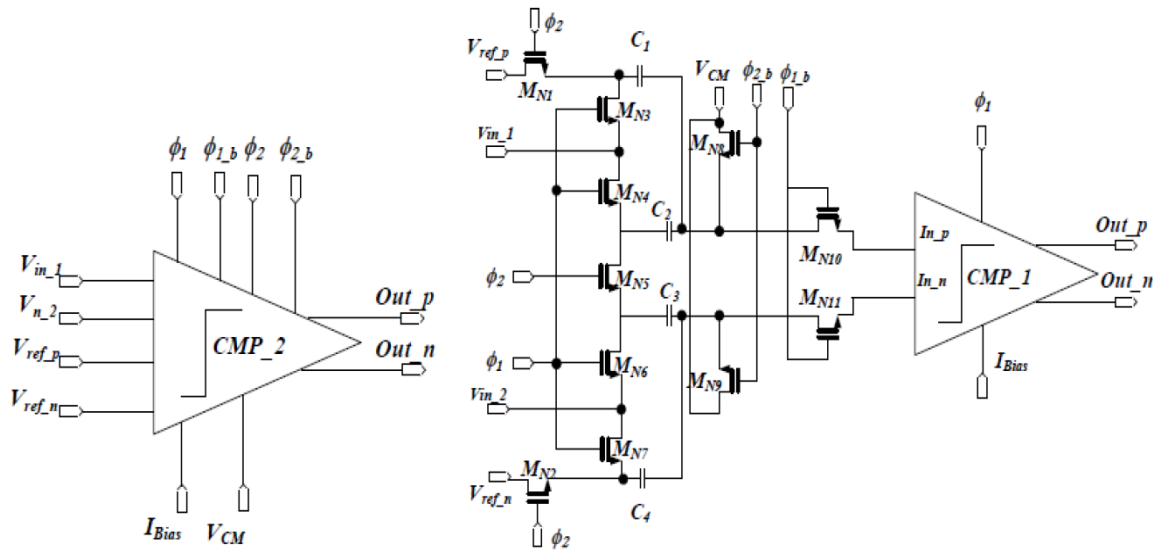 ϕ1 ϕ1_b ϕ2 ϕ2_b
Vin_1
Vn_2
Vref_p
Vref_n
CMP_2
Out_p
Out_n
IBias VCM
ϕ2
Vref_p
MN1
C1
MN3
Vin_1
MN4
C2
ϕ2
MN5
C3
ϕ1
MN6
Vin_2
MN7
MN2
Vref_n
C4
ϕ2
VCM ϕ2_b ϕ1_b
MN8
MN9
MN10
MN11
ϕ1
In_p
In_n
CMP_1
Out_p
Out_n
IBias